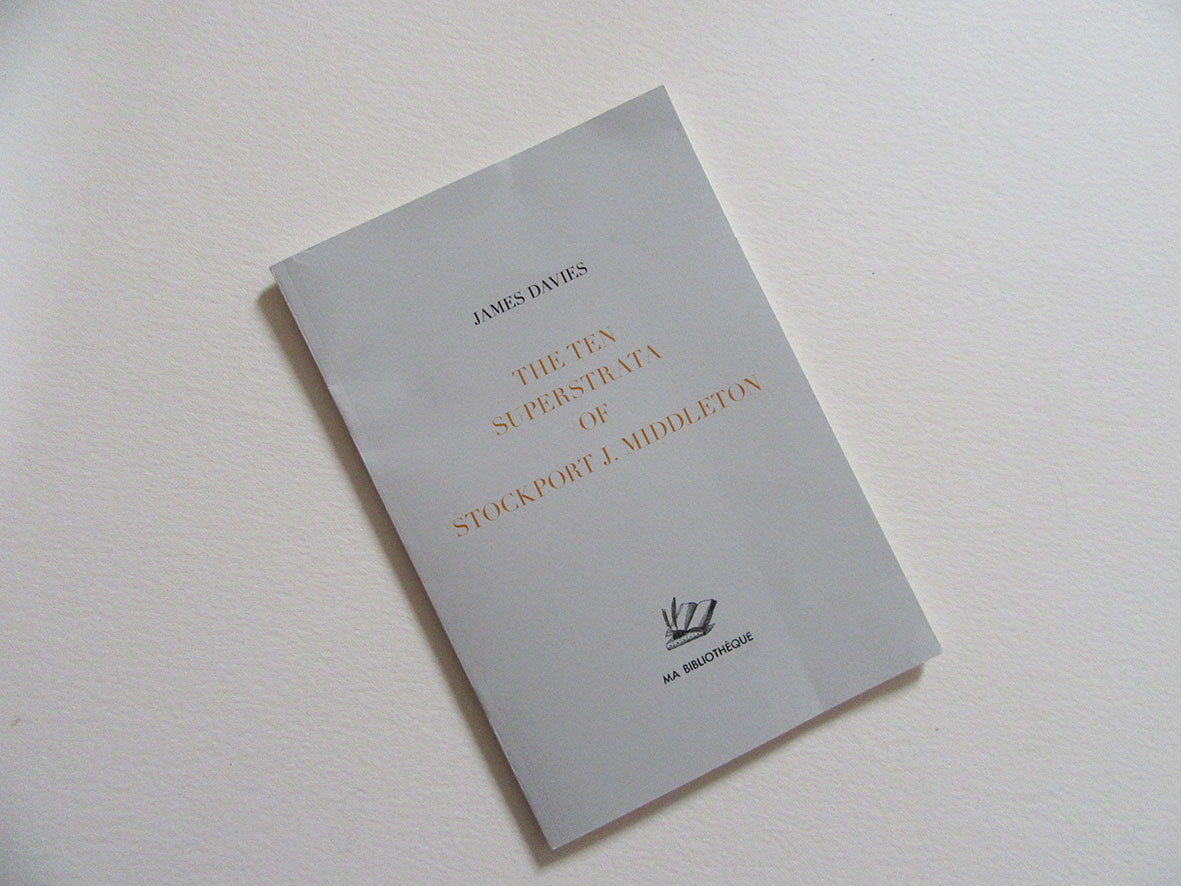 JAMES DAVIES
THE TEN
SUPERSTRATA
OF
STOCKPORT J. MIDDLETON
MA BIBLIOTHÈQUE